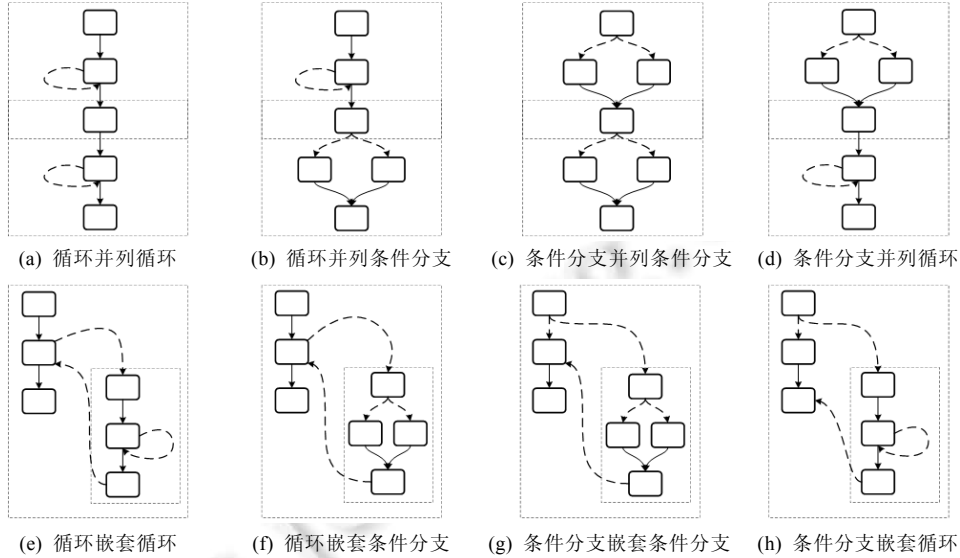 (a) 循环并列循环 (b) 循环并列条件分支 (c) 条件分支并列条件分支 (d) 条件分支并列循环
(e) 循环嵌套循环 (f) 循环嵌套条件分支 (g) 条件分支嵌套条件分支 (h) 条件分支嵌套循环